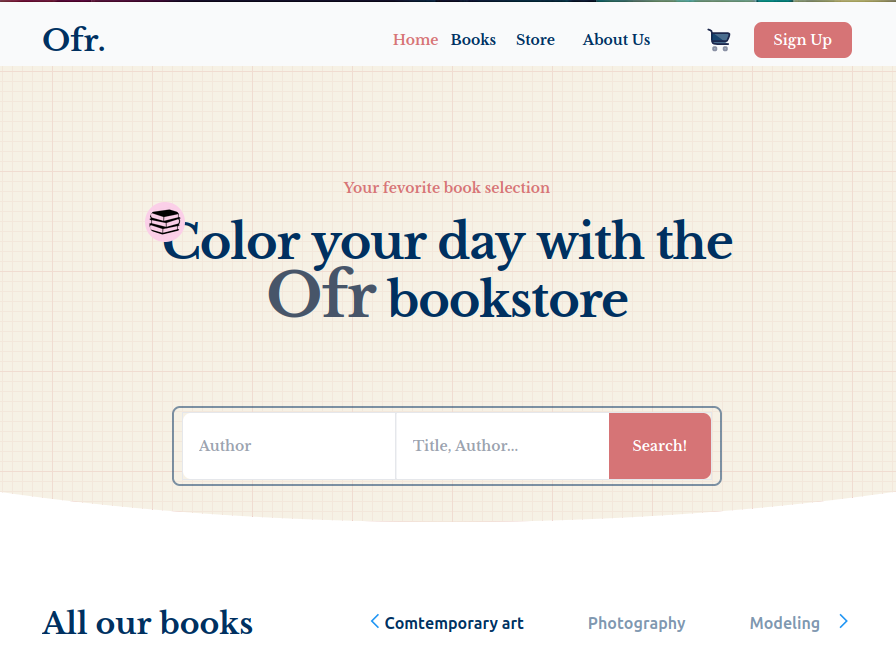 Ofr.
Home Books Store About Us Sign Up
Your fevorite book selection
Color your day with the
Ofr bookstore
Author Title, Author... Search!
All our books Comtemporary art Photography Modeling